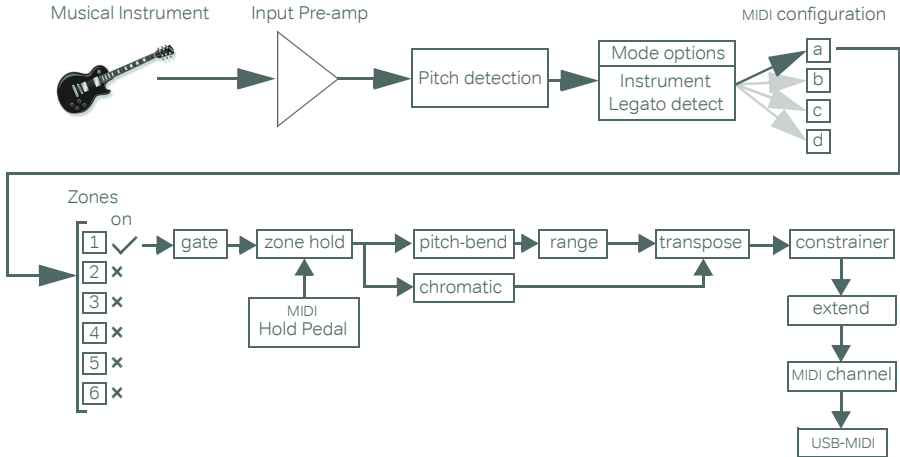 Musical Instrument
Input Pre-amp
MIDI configuration
Pitch detection
Mode options
Instrument
Legato detect
a
b
c
d
Zones
on
1
2
3
4
5
6
gate
zone hold
pitch-bend
range
transpose
constrainer
chromatic
MIDI
Hold Pedal
extend
MIDI channel
USB-MIDI